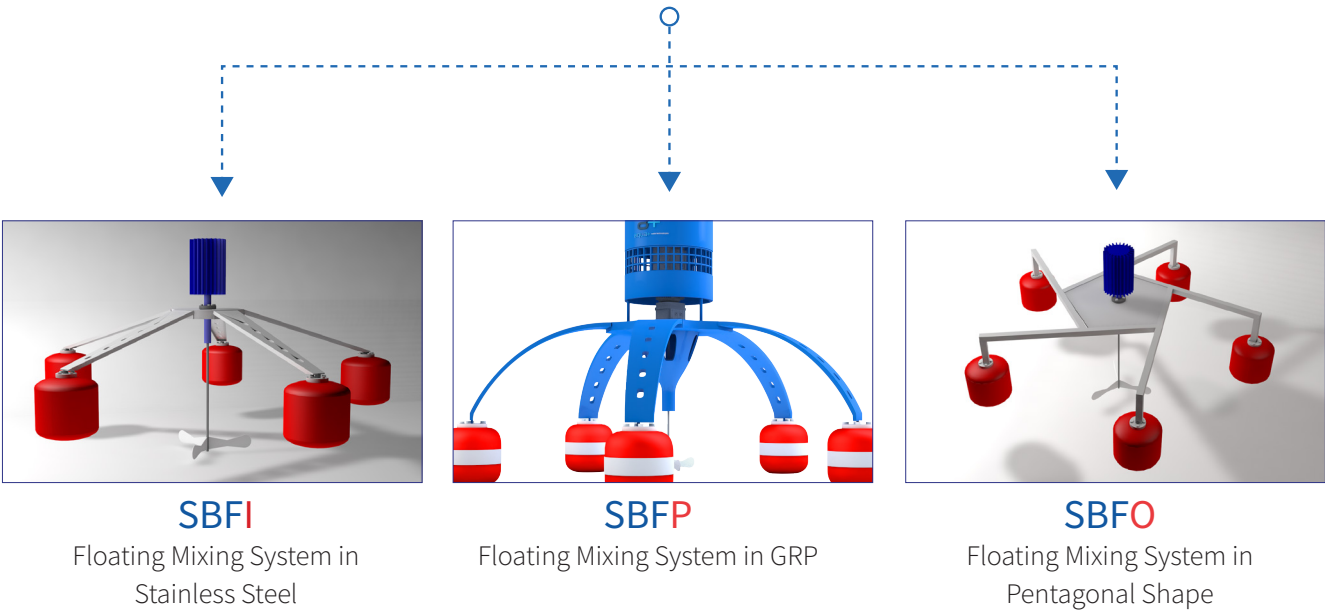 SBFI
Floating Mixing System in
Stainless Steel
SBFP
Floating Mixing System in GRP
SBFO
Floating Mixing System in
Pentagonal Shape